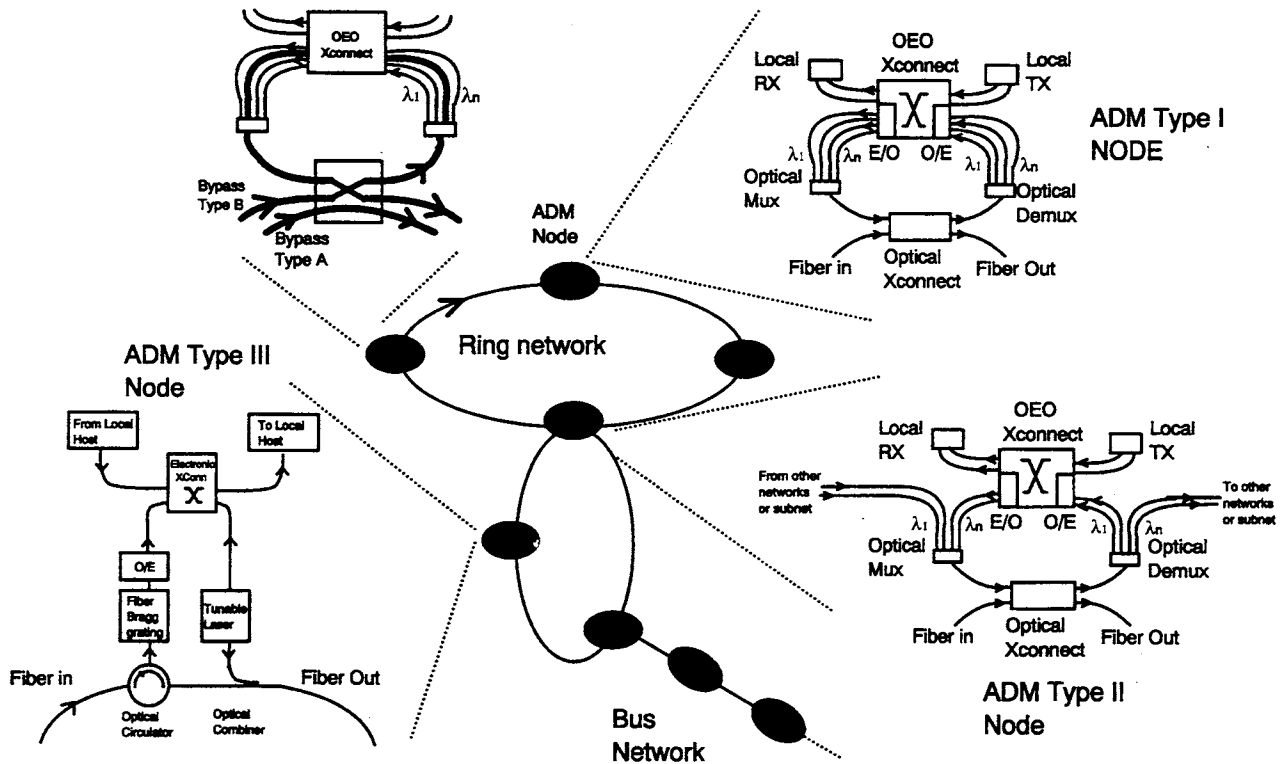 OEO
Xconnect
λ1
λn
Bypass
Type B
Bypass
Type A
OEO
Xconnect
Local
RX
Local
TX
λ1
λn
E/O
O/E
λ1
λn
Optical
Mux
Optical
Demux
Fiber in
Optical
Xconnect
Fiber Out
ADM Type I
NODE
ADM
Node
Ring network
ADM Type III
Node
From Local
Host
To Local
Host
Electronic
XConn
O/E
Fiber
Bragg
grating
Tunable
Laser
Fiber in
Fiber Out
Optical
Circulator
Optical
Combiner
Bus
Network
OEO
Xconnect
Local
RX
Local
TX
From other
networks
or subnet
To other
networks
or subnet
λ1
λn
E/O
O/E
λ1
λn
Optical
Mux
Optical
Demux
Fiber in
Optical
Xconnect
Fiber Out
ADM Type II
Node